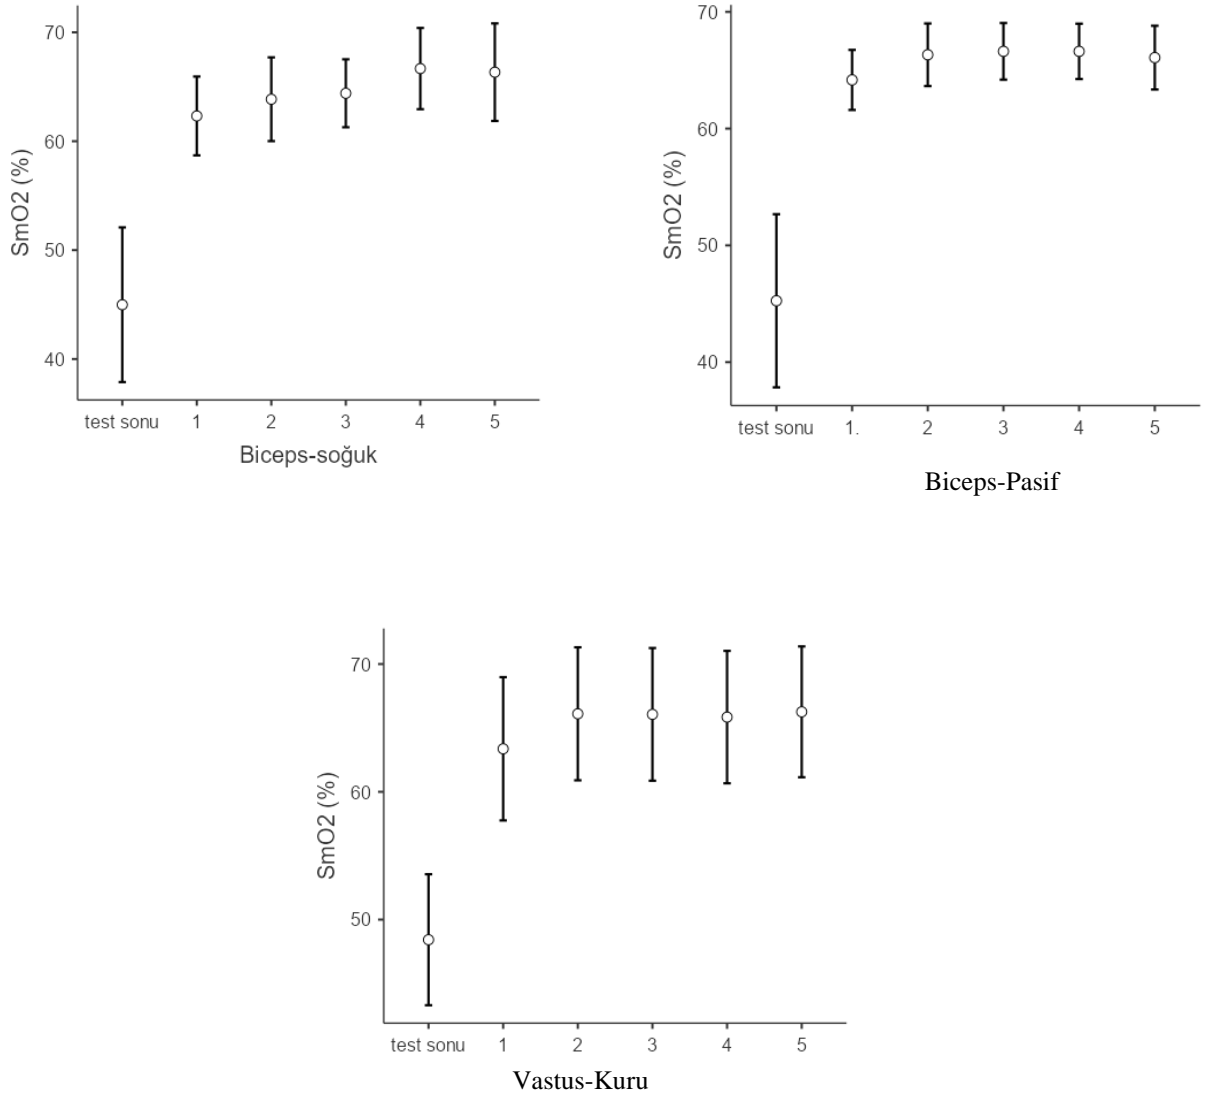 70
60
50
40
SmO2 (%)
test sonu 1 2 3 4 5
Biceps-soğuk
70
60
50
40
SmO2 (%)
test sonu 1. 2 3 4 5
Biceps-Pasif
70
60
50
SmO2 (%)
test sonu 1 2 3 4 5
Vastus-Kuru